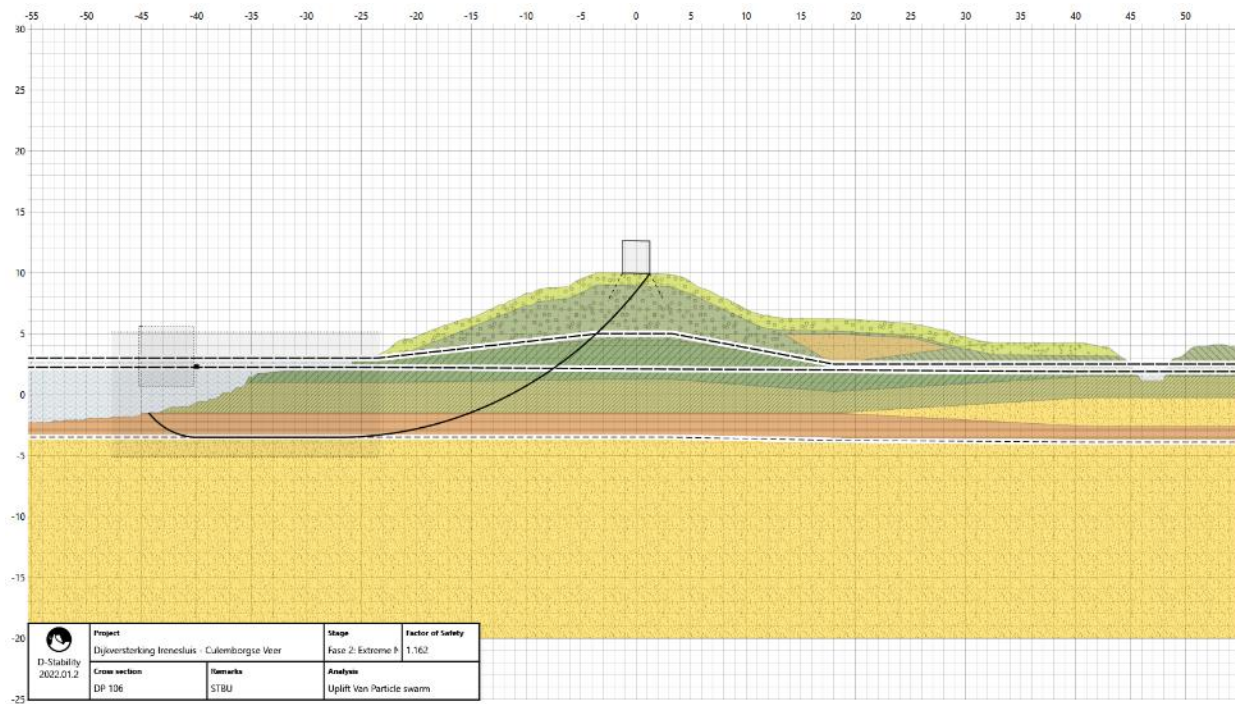 -55 -50 -45 -40 -35 -30 -25 -20 -15 -10 -5 0 5 10 15 20 25 30 35 40 45 50
30
25
20
15
10
5
0
-5
-10
-15
-20
-25
D-Stability
2022.01.2
Project
Dijkversterking Irenesluis - Culemborgse Veer
Stage
Fase 2: Extreme N
Factor of Safety
1.162
Cross section
DP 106
Remarks
STBU
Analysis
Uplift Van Particle swarm